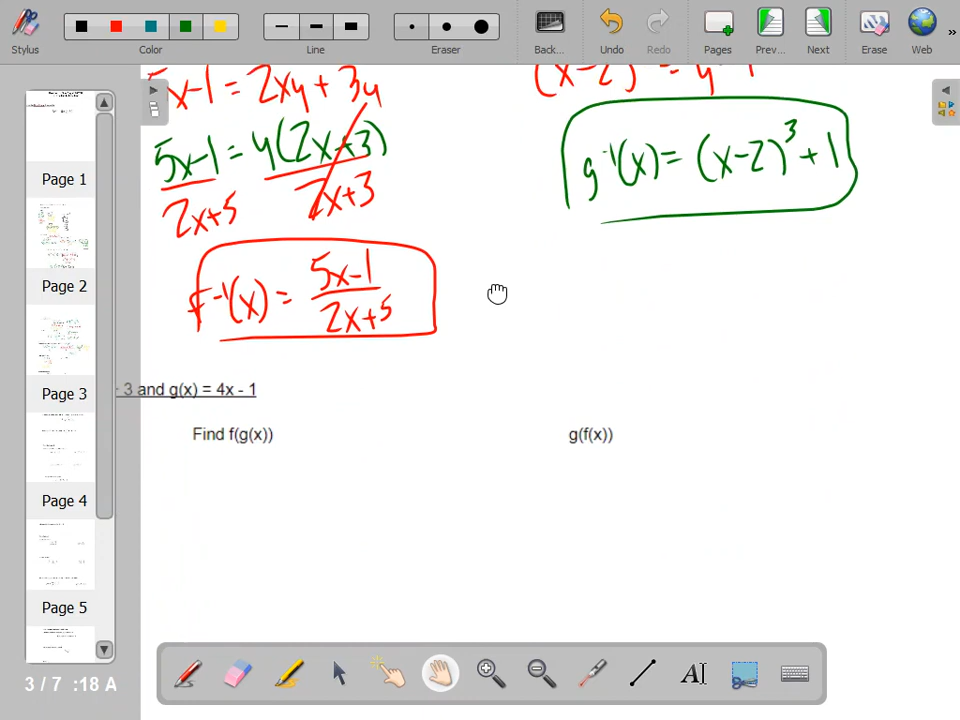 Stylus
Color
Line
Eraser
Back...
Undo
Redo
Pages
Prev...
Next
Erase
Web
»
5x-1 = 2xy + 3y
(x-2) = y-1
5x-1 = y(2x+3)
2x+5 2x+3
g⁻¹(x) = (x-2)³ + 1
f⁻¹(x) = 5x-1
2x+5
3 and g(x) = 4x - 1
Find f(g(x))
g(f(x))
Page 1
Page 2
Page 3
Page 4
Page 5
3 / 7 :18 A
A